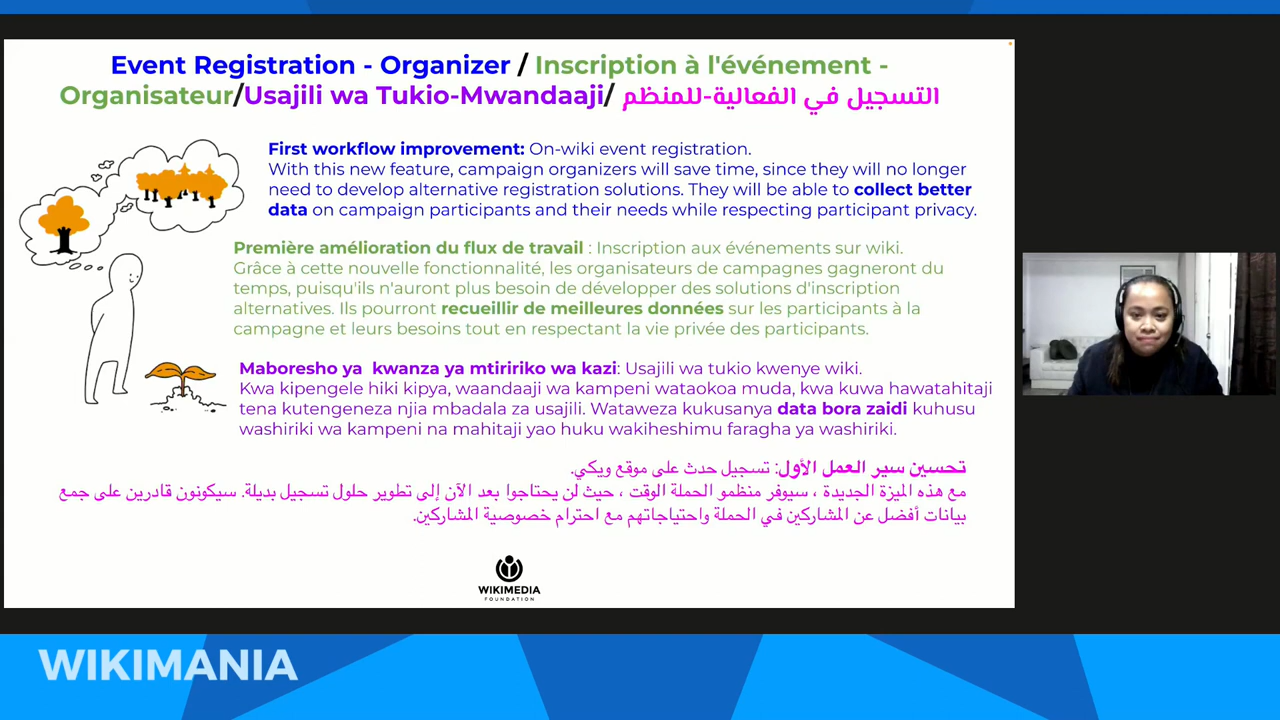 Event Registration - Organizer / Inscription à l'événement -
Organisateur/Usajili wa Tukio-Mwandaaji/ التسجيل في الفعالية-للمنظم
First workflow improvement: On-wiki event registration.
With this new feature, campaign organizers will save time, since they will no longer
need to develop alternative registration solutions. They will be able to collect better
data on campaign participants and their needs while respecting participant privacy.
Première amélioration du flux de travail : Inscription aux événements sur wiki.
Grâce à cette nouvelle fonctionnalité, les organisateurs de campagnes gagneront du
temps, puisqu'ils n'auront plus besoin de développer des solutions d'inscription
alternatives. Ils pourront recueillir de meilleures données sur les participants à la
campagne et leurs besoins tout en respectant la vie privée des participants.
Maboresho ya kwanza ya mtiririko wa kazi: Usajili wa tukio kwenye wiki.
Kwa kipengele hiki kipya, waandaaji wa kampeni wataokoa muda, kwa kuwa hawatahitaji
tena kutengeneza njia mbadala za usajili. Wataweza kukusanya data bora zaidi kuhusu
washiriki wa kampeni na mahitaji yao huku wakiheshimu faragha ya washiriki.
تحسين سير العمل الأول: تسجيل حدث على موقع ويكي.
مع هذه الميزة الجديدة ، سيوفر منظمو الحملة الوقت ، حيث لن يحتاجوا بعد الآن إلى تطوير حلول تسجيل بديلة. سيكونون قادرين على جمع
بيانات أفضل عن المشاركين في الحملة واحتياجاتهم مع احترام خصوصية المشاركين.
WIKIMEDIA
FOUNDATION
WIKIMANIA